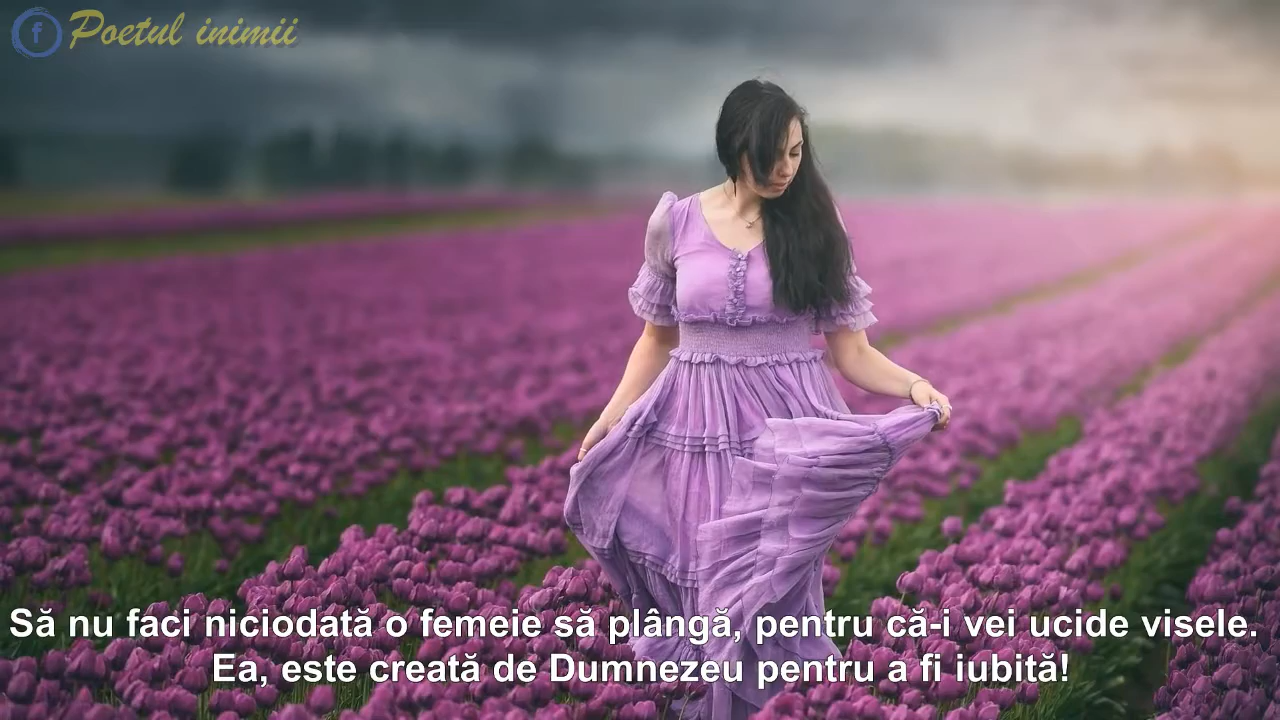 Poetul inimii
Să nu faci niciodată o femeie să plângă, pentru că-i vei ucide visele.
Ea, este creată de Dumnezeu pentru a fi iubită!